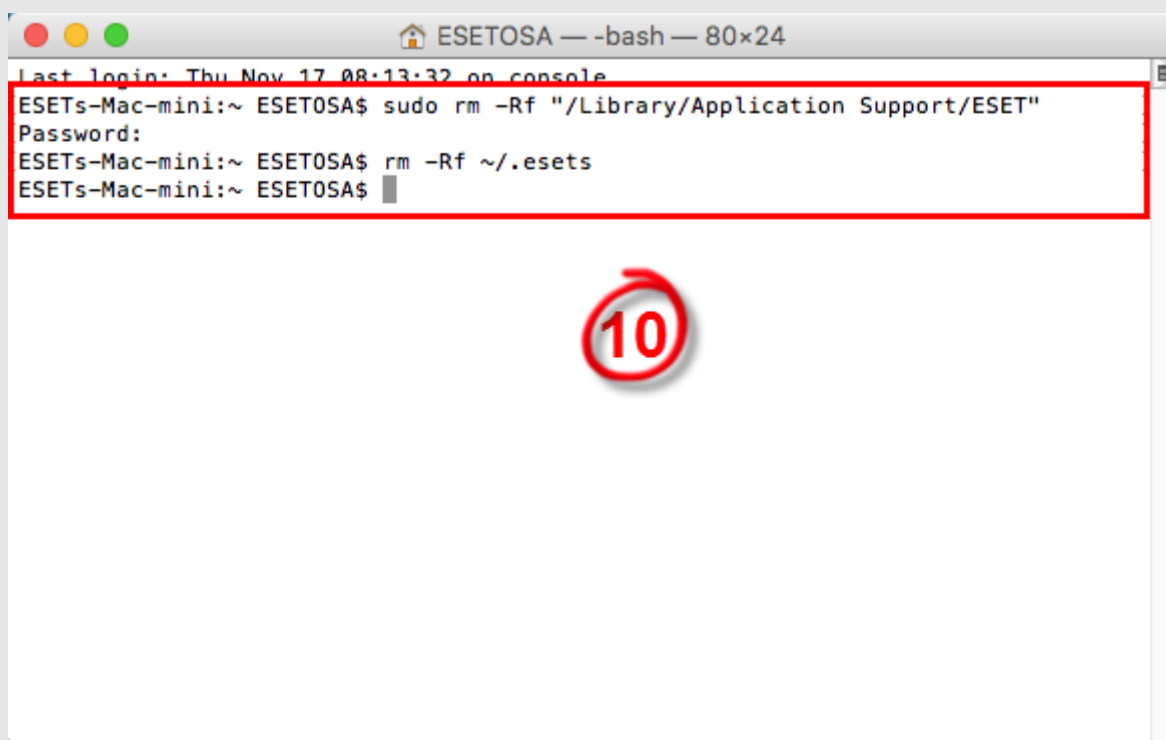 ESETOSA — -bash — 80×24
Last login: Thu Nov 17 08:13:32 on console
ESETs-Mac-mini:~ ESETOSA$ sudo rm -Rf "/Library/Application Support/ESET"
Password:
ESETs-Mac-mini:~ ESETOSA$ rm -Rf ~/.esets
ESETs-Mac-mini:~ ESETOSA$
10